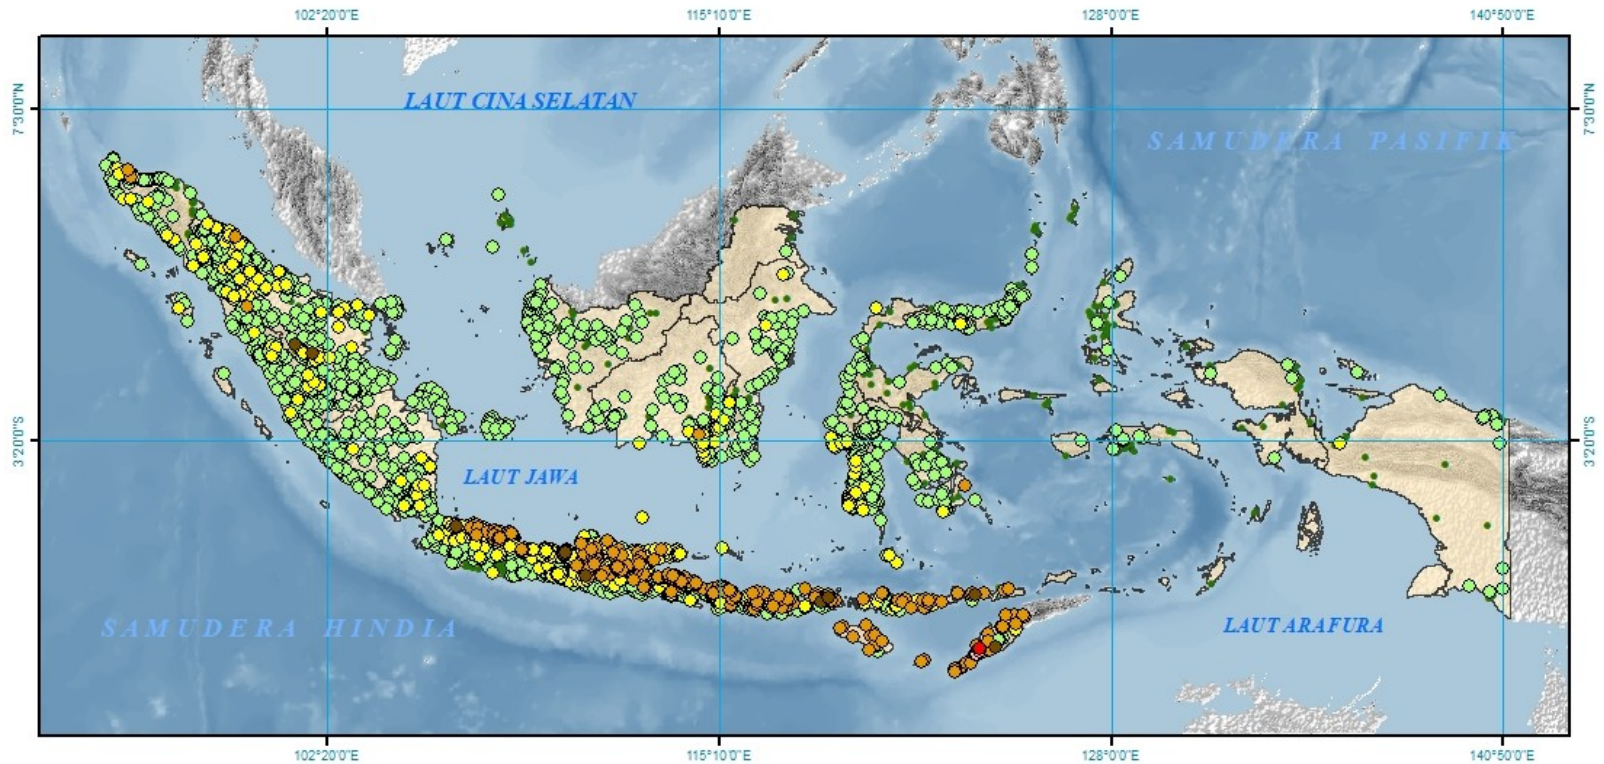 102°20'0"E 115°10'0"E 128°0'0"E 140°50'0"E
LAUT CINA SELATAN
7°30'0"N 7°30'0"N
SAMUDERA PASIFIK
3°20'0"S 3°20'0"S
LAUT JAWA
SAMUDERA HINDIA
LAUT ARAFURA
102°20'0"E 115°10'0"E 128°0'0"E 140°50'0"E